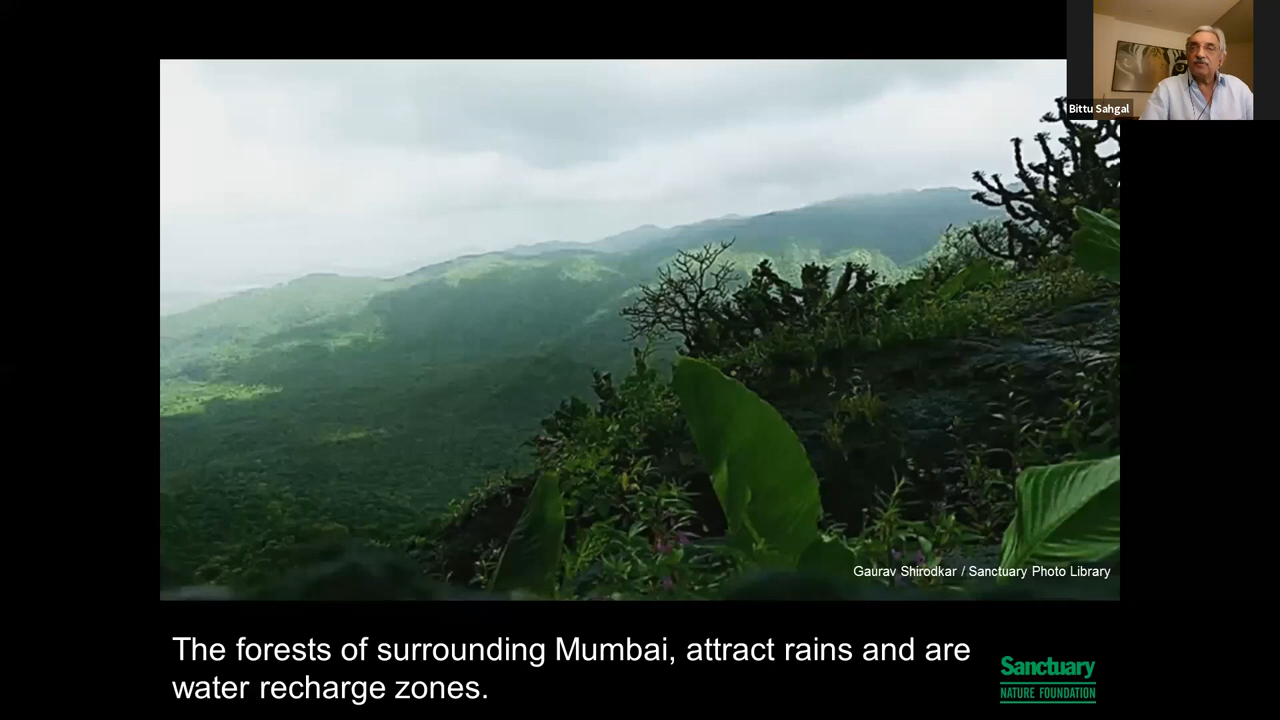 Bittu Sahgal
Gaurav Shirodkar / Sanctuary Photo Library
The forests of surrounding Mumbai, attract rains and are
water recharge zones.
Sanctuary
NATURE FOUNDATION